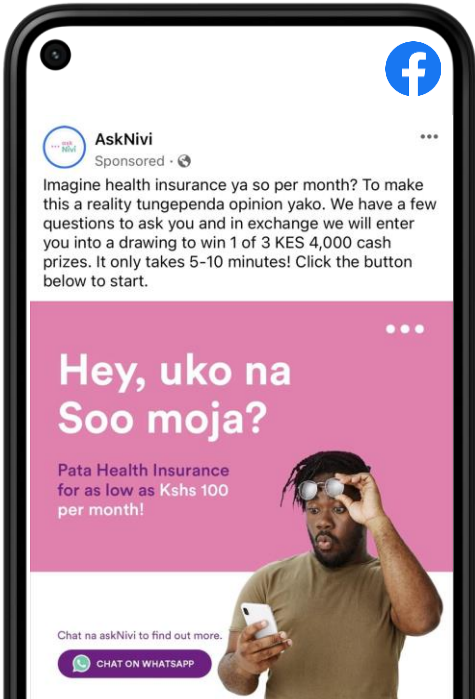 AskNivi
Sponsored ·
Imagine health insurance ya so per month? To make
this a reality tungependa opinion yako. We have a few
questions to ask you and in exchange we will enter
you into a drawing to win 1 of 3 KES 4,000 cash
prizes. It only takes 5-10 minutes! Click the button
below to start.
Hey, uko na
Soo moja?
Pata Health Insurance
for as low as Kshs 100
per month!
Chat na askNivi to find out more.
CHAT ON WHATSAPP
ask
Nivi